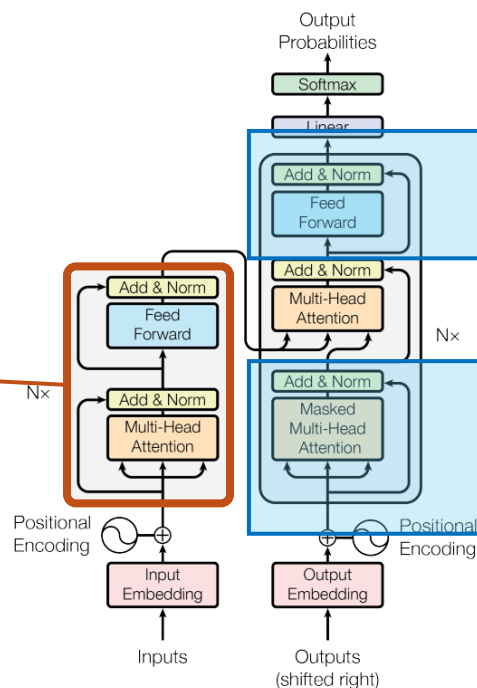 Output
Probabilities
Softmax
Linear
Add & Norm
Feed
Forward
Add & Norm
Multi-Head
Attention
N×
Add & Norm
Masked
Multi-Head
Attention
Positional
Encoding
Output
Embedding
Outputs
(shifted right)
Add & Norm
Feed
Forward
N×
Add & Norm
Multi-Head
Attention
Positional
Encoding
Input
Embedding
Inputs